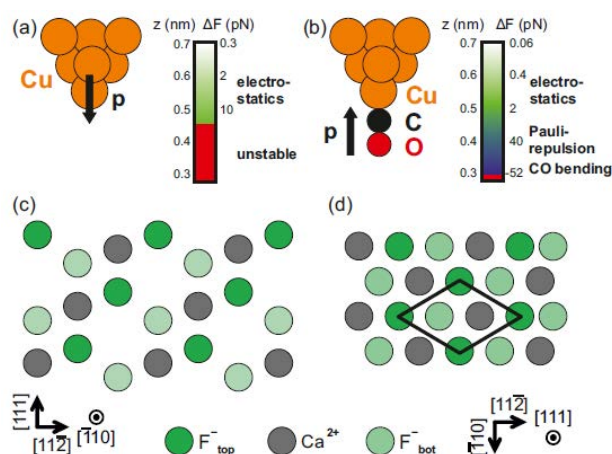 (a)
Cu
p
z (nm) ΔF (pN)
0.7 0.3
0.6 2
0.5 10
0.4
0.3
electro-
statics
unstable
(b)
Cu
C
O
p
z (nm) ΔF (pN)
0.7 0.06
0.6 0.4
0.5 2
0.4 40
0.3 -52
electro-
statics
Pauli-
repulsion
CO bending
(c)
(d)
[111]
[112̅]
[1̅10]
F⁻top
Ca²⁺
F⁻bot
[112̅]
[1̅10]
[111]